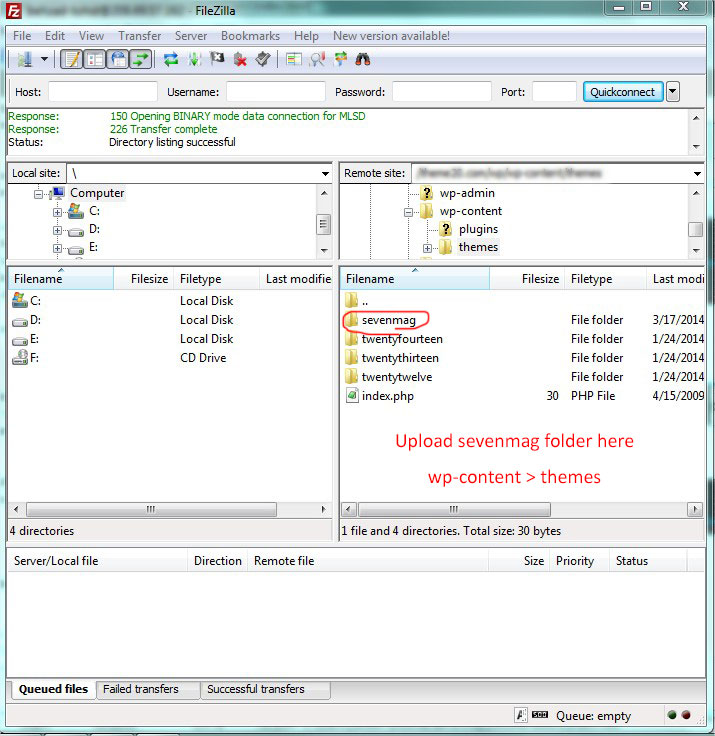 FileZilla
File Edit View Transfer Server Bookmarks Help New version available!
Host: Username: Password: Port: Quickconnect
Response: 150 Opening BINARY mode data connection for MLSD
Response: 226 Transfer complete
Status: Directory listing successful
Local site: \
Remote site:
Computer
C:
D:
E:
wp-admin
wp-content
plugins
themes
Filename Filesize Filetype Last modifie
C: Local Disk
D: Local Disk
E: Local Disk
F: CD Drive
4 directories
Filename Filesize Filetype Last modi
..
sevenmag File folder 3/17/2014
twentyfourteen File folder 1/24/2014
twentythirteen File folder 1/24/2014
twentytwelve File folder 1/24/2014
index.php 30 PHP File 4/15/2009
Upload sevenmag folder here
wp-content > themes
1 file and 4 directories. Total size: 30 bytes
Server/Local file Direction Remote file Size Priority Status
Queued files Failed transfers Successful transfers
Queue: empty